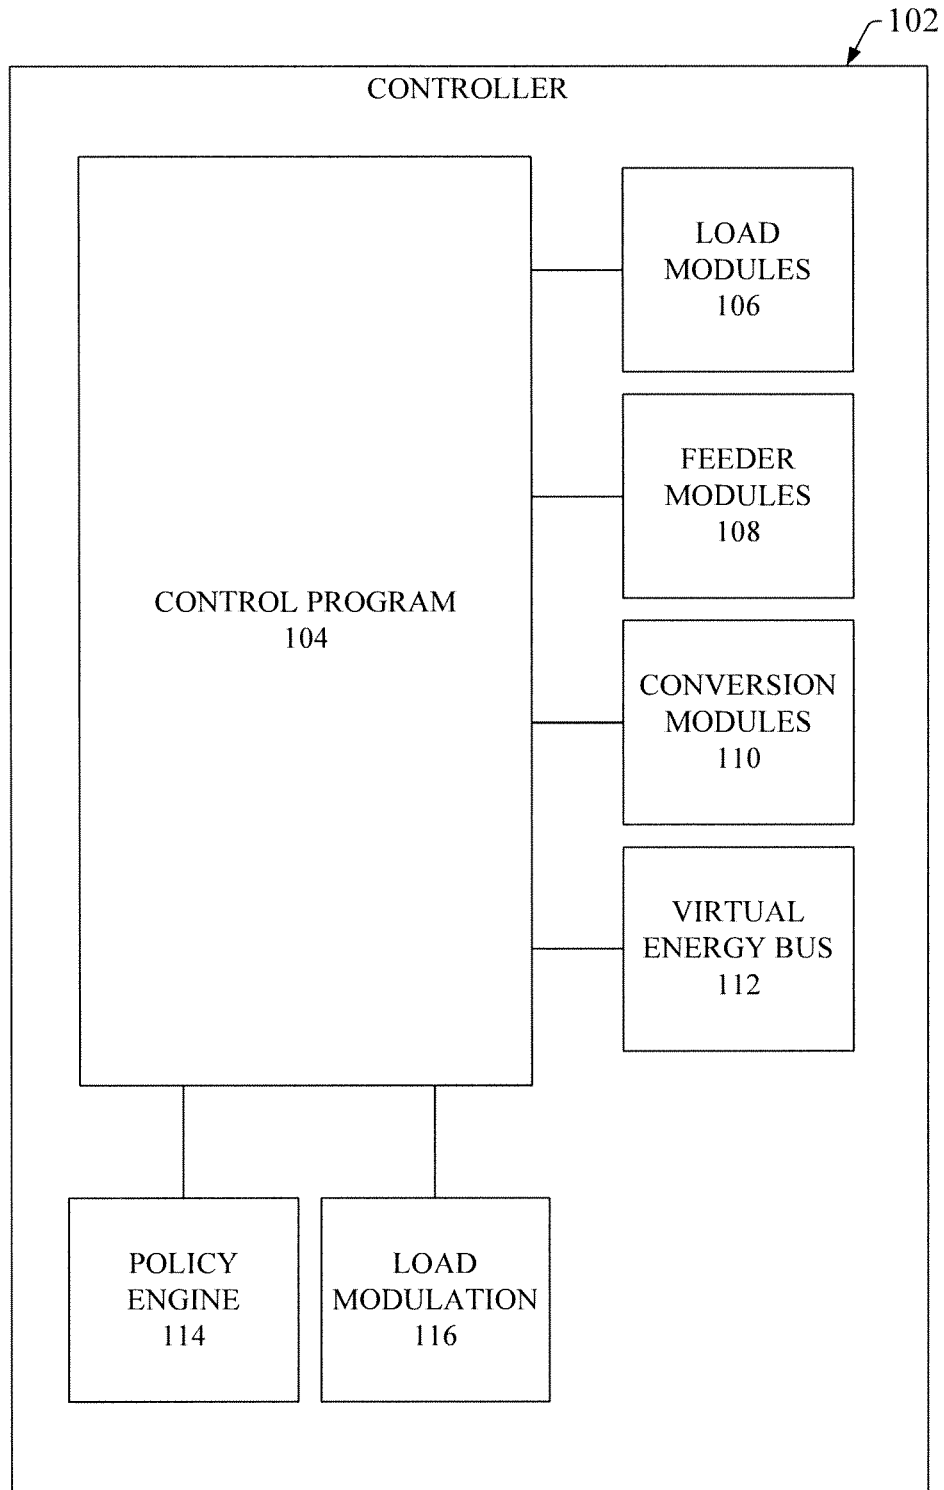 102
CONTROLLER
LOAD
MODULES
106
FEEDER
MODULES
108
CONTROL PROGRAM
104
CONVERSION
MODULES
110
VIRTUAL
ENERGY BUS
112
POLICY
ENGINE
114
LOAD
MODULATION
116